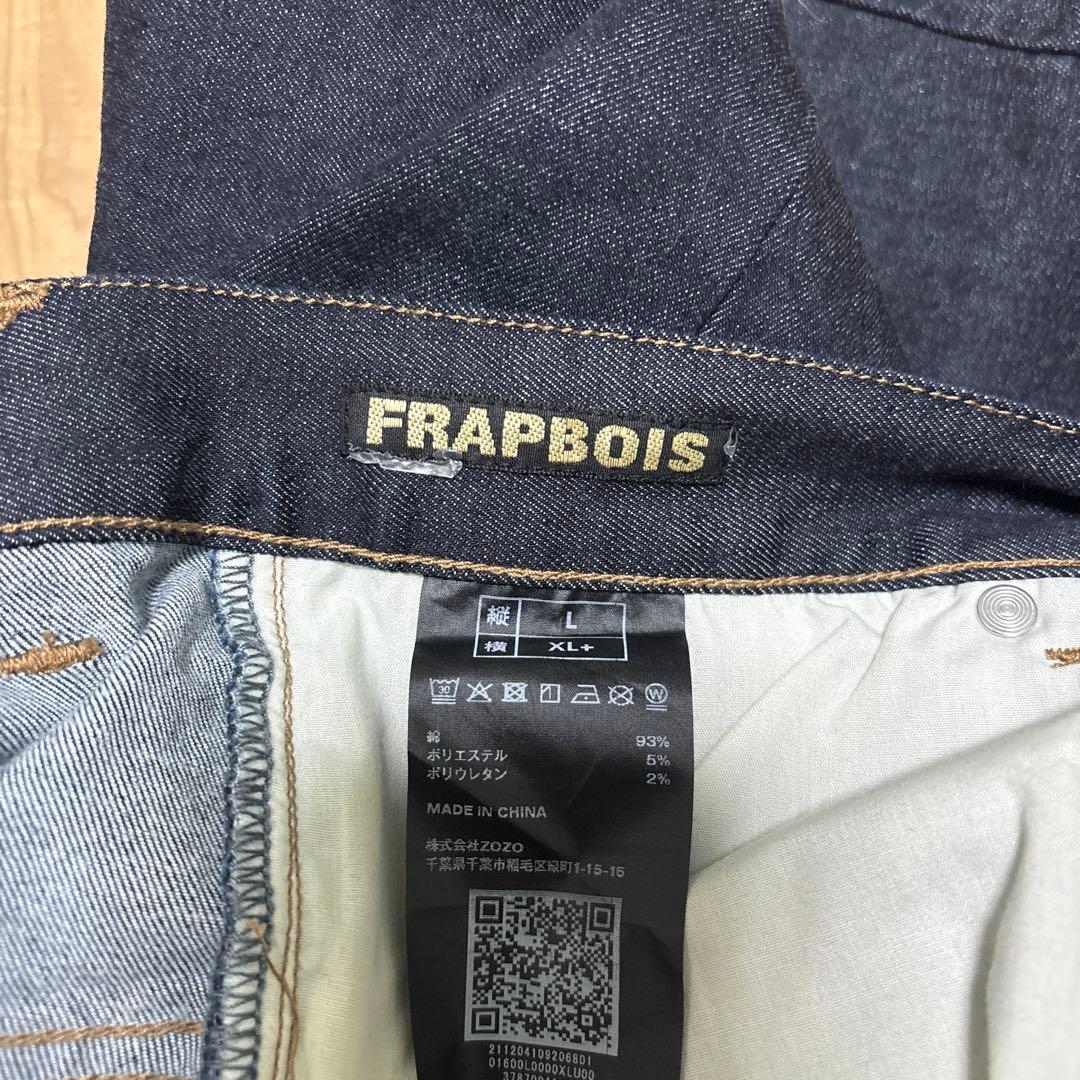 FRAPBOIS
縦 L
横 XL+
30 W
綿 93%
ポリエステル 5%
ポリウレタン 2%
MADE IN CHINA
株式会社ZOZO
千葉県千葉市稲毛区緑町1-15-16
211204109206801
01600L0000XLU00